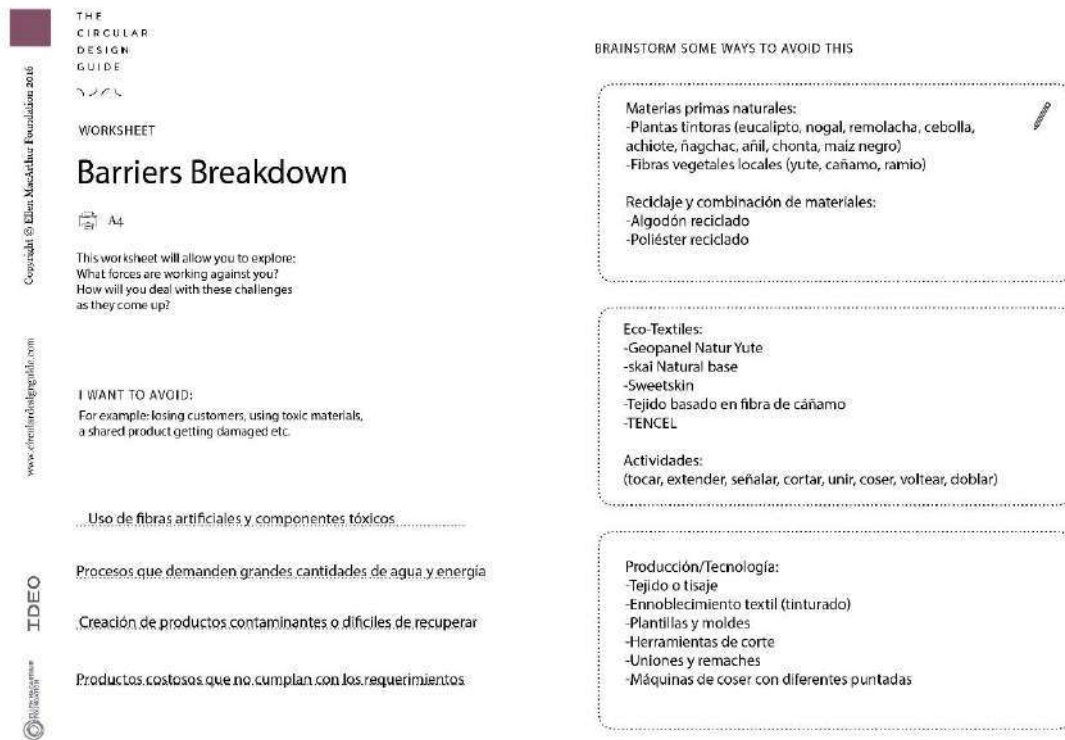 THE
CIRCULAR
DESIGN
GUIDE
WORKSHEET
Barriers Breakdown
A4
This worksheet will allow you to explore:
What forces are working against you?
How will you deal with these challenges
as they come up?
I WANT TO AVOID:
For example: losing customers, using toxic materials,
a shared product getting damaged etc.
Uso de fibras artificiales y componentes tóxicos
Procesos que demanden grandes cantidades de agua y energía
Creación de productos contaminantes o dificiles de recuperar
Productos costosos que no cumplan con los requerimientos
BRAINSTORM SOME WAYS TO AVOID THIS
Materias primas naturales:
-Plantas tintoras (eucalipto, nogal, remolacha, cebolla,
achiote, ñagchac, añil, chonta, maiz negro)
-Fibras vegetales locales (yute, cañamo, ramio)
Reciclaje y combinación de materiales:
-Algodón reciclado
-Poliéster reciclado
Eco-Textiles:
-Geopanel Natur Yute
-skai Natural base
-Sweetskin
-Tejido basado en fibra de cáñamo
-TENCEL
Actividades:
(tocar, extender, señalar, cortar, unir, coser, voltear, doblar)
Producción/Tecnología:
-Tejido o tisaje
-Ennoblecimiento textil (tinturado)
-Plantillas y moldes
-Herramientas de corte
-Uniones y remaches
-Máquinas de coser con diferentes puntadas
Copyright © Ellen MacArthur Foundation 2016
www.circulardesignguide.com
IDEO
ELLEN MACARTHUR
FOUNDATION